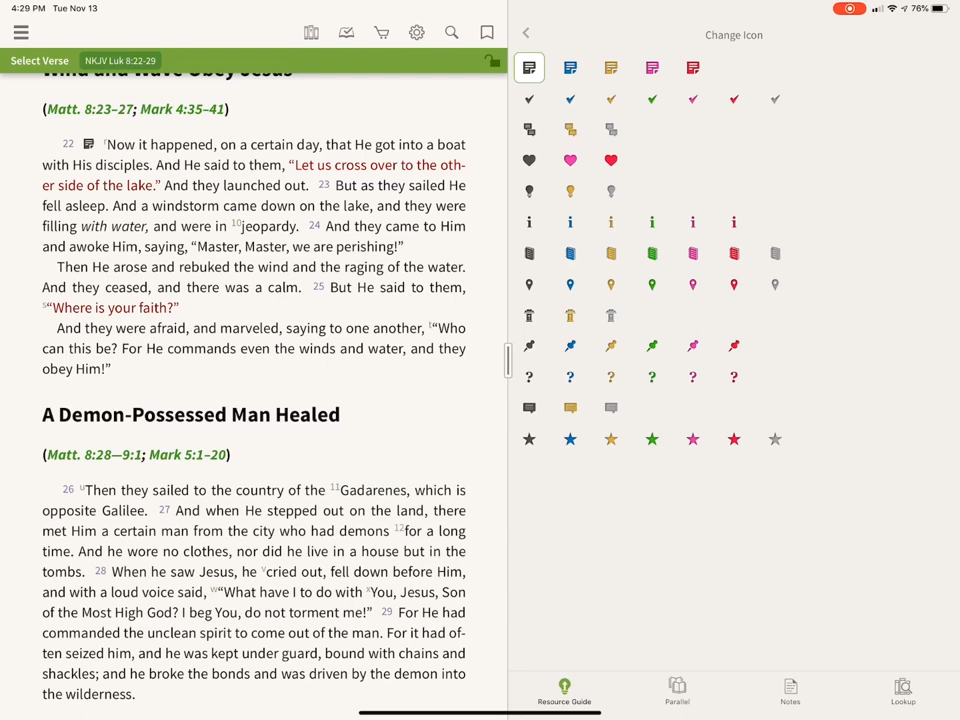 4:29 PM Tue Nov 13
76%
Select Verse NKJV Luk 8:22-29
Wind and Wave Obey Jesus
(Matt. 8:23–27; Mark 4:35–41)
22 rNow it happened, on a certain day, that He got into a boat
with His disciples. And He said to them, “Let us cross over to the oth-
er side of the lake.” And they launched out. 23 But as they sailed He
fell asleep. And a windstorm came down on the lake, and they were
filling with water, and were in 10jeopardy. 24 And they came to Him
and awoke Him, saying, “Master, Master, we are perishing!”
Then He arose and rebuked the wind and the raging of the water.
And they ceased, and there was a calm. 25 But He said to them,
s“Where is your faith?”
And they were afraid, and marveled, saying to one another, t“Who
can this be? For He commands even the winds and water, and they
obey Him!”
A Demon-Possessed Man Healed
(Matt. 8:28—9:1; Mark 5:1–20)
26 uThen they sailed to the country of the 11Gadarenes, which is
opposite Galilee. 27 And when He stepped out on the land, there
met Him a certain man from the city who had demons 12for a long
time. And he wore no clothes, nor did he live in a house but in the
tombs. 28 When he saw Jesus, he vcried out, fell down before Him,
and with a loud voice said, w“What have I to do with xYou, Jesus, Son
of the Most High God? I beg You, do not torment me!” 29 For He had
commanded the unclean spirit to come out of the man. For it had of-
ten seized him, and he was kept under guard, bound with chains and
shackles; and he broke the bonds and was driven by the demon into
the wilderness.
Change Icon
i i i i i i
? ? ? ? ? ?
Resource Guide Parallel Notes Lookup